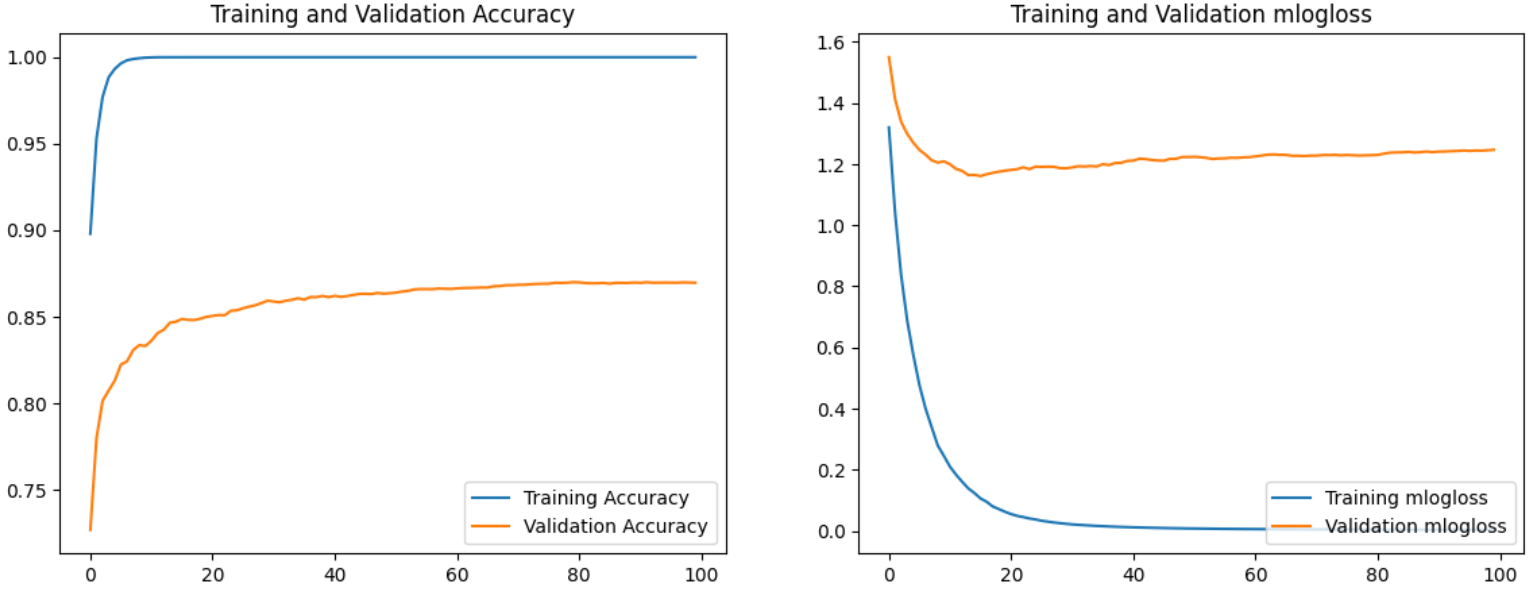 Training and Validation Accuracy
1.00
0.95
0.90
0.85
0.80
0.75
Training Accuracy
Validation Accuracy
0 20 40 60 80 100
Training and Validation mlogloss
1.6
1.4
1.2
1.0
0.8
0.6
0.4
0.2
0.0
Training mlogloss
Validation mlogloss
0 20 40 60 80 100